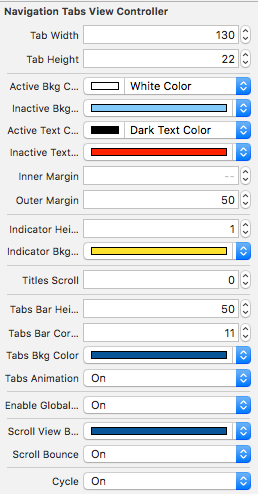 Navigation Tabs View Controller
Tab Width 130
Tab Height 22
Active Bkg C... White Color
Inactive Bkg...
Active Text C... Dark Text Color
Inactive Text...
Inner Margin --
Outer Margin 50
Indicator Hei... 1
Indicator Bkg...
Titles Scroll 0
Tabs Bar Hei... 50
Tabs Bar Cor... 11
Tabs Bkg Color
Tabs Animation On
Enable Global... On
Scroll View B...
Scroll Bounce On
Cycle On